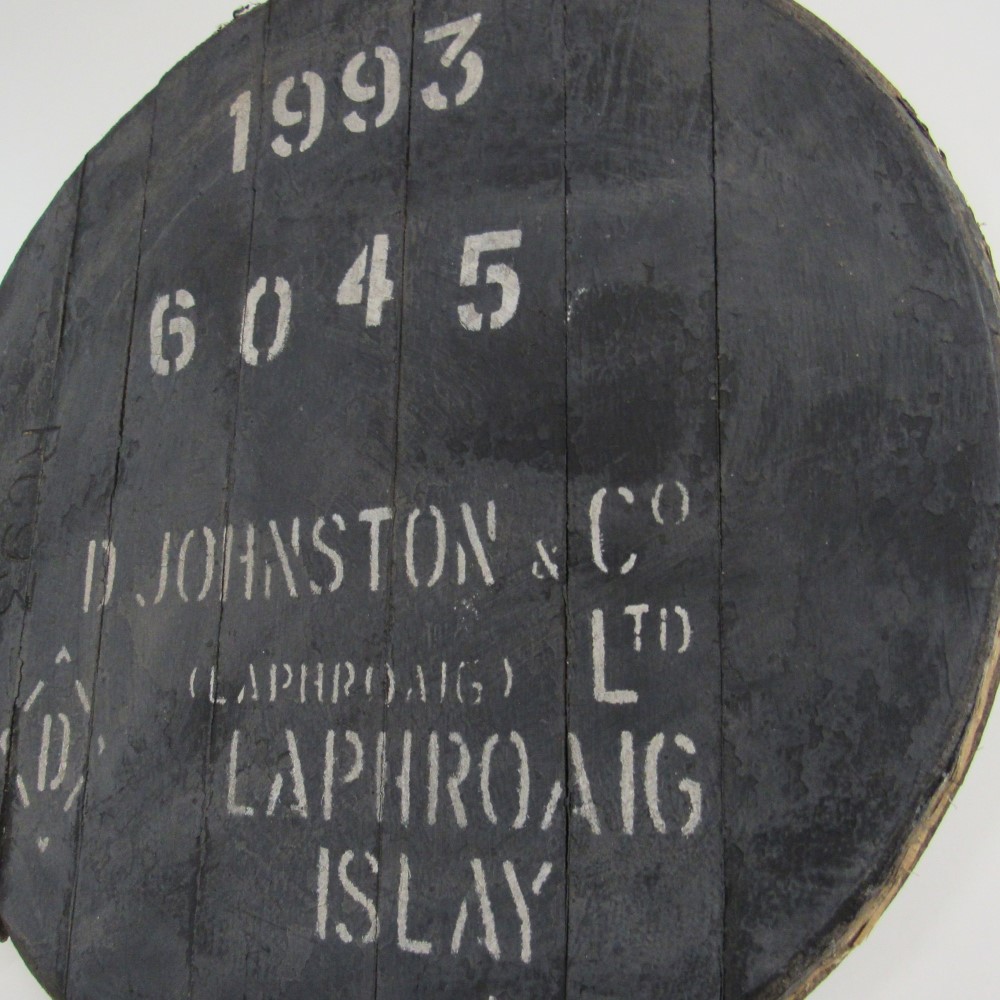 1993
6045
D JOHNSTON & Cº
LTD
(LAPHROAIG)
D
LAPHROAIG
ISLAY